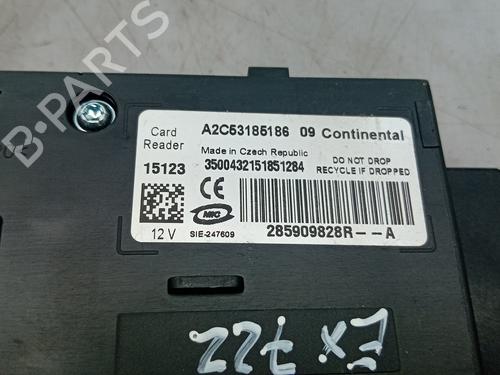 B-PARTS
Card Reader
A2C53185186 09 Continental
Made in Czech Republic
15123
3500432151851284
DO NOT DROP
RECYCLE IF DROPPED
CE
NIC
12 V
SIE-247609
285909828R--A